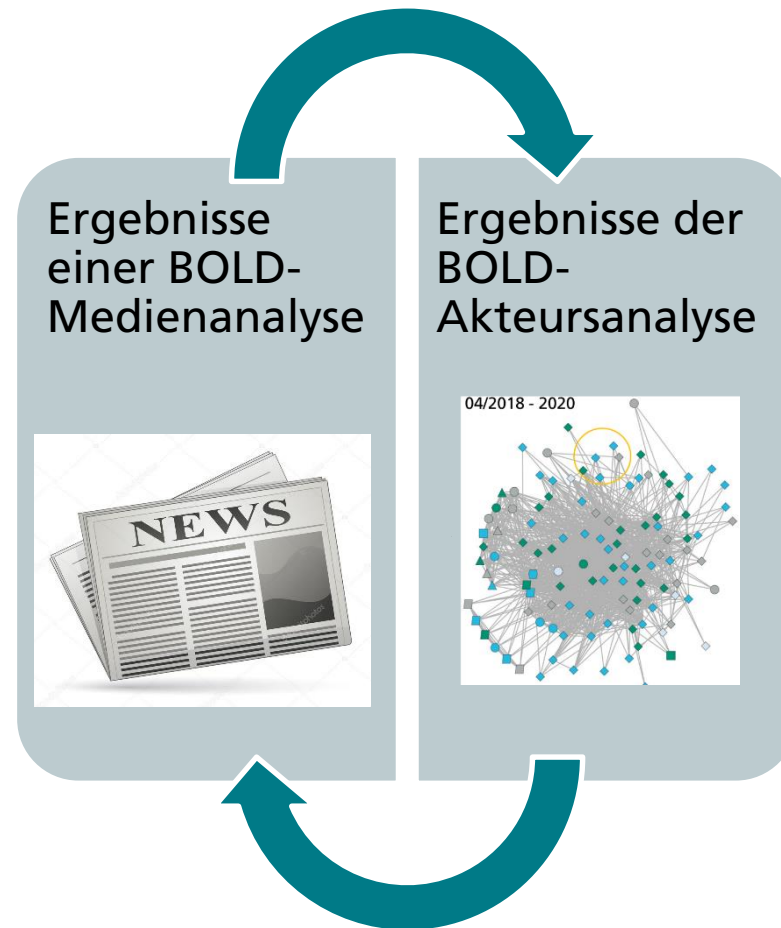 Ergebnisse
einer BOLD-
Medienanalyse
Ergebnisse der
BOLD-
Akteursanalyse
04/2018 - 2020
NEWS